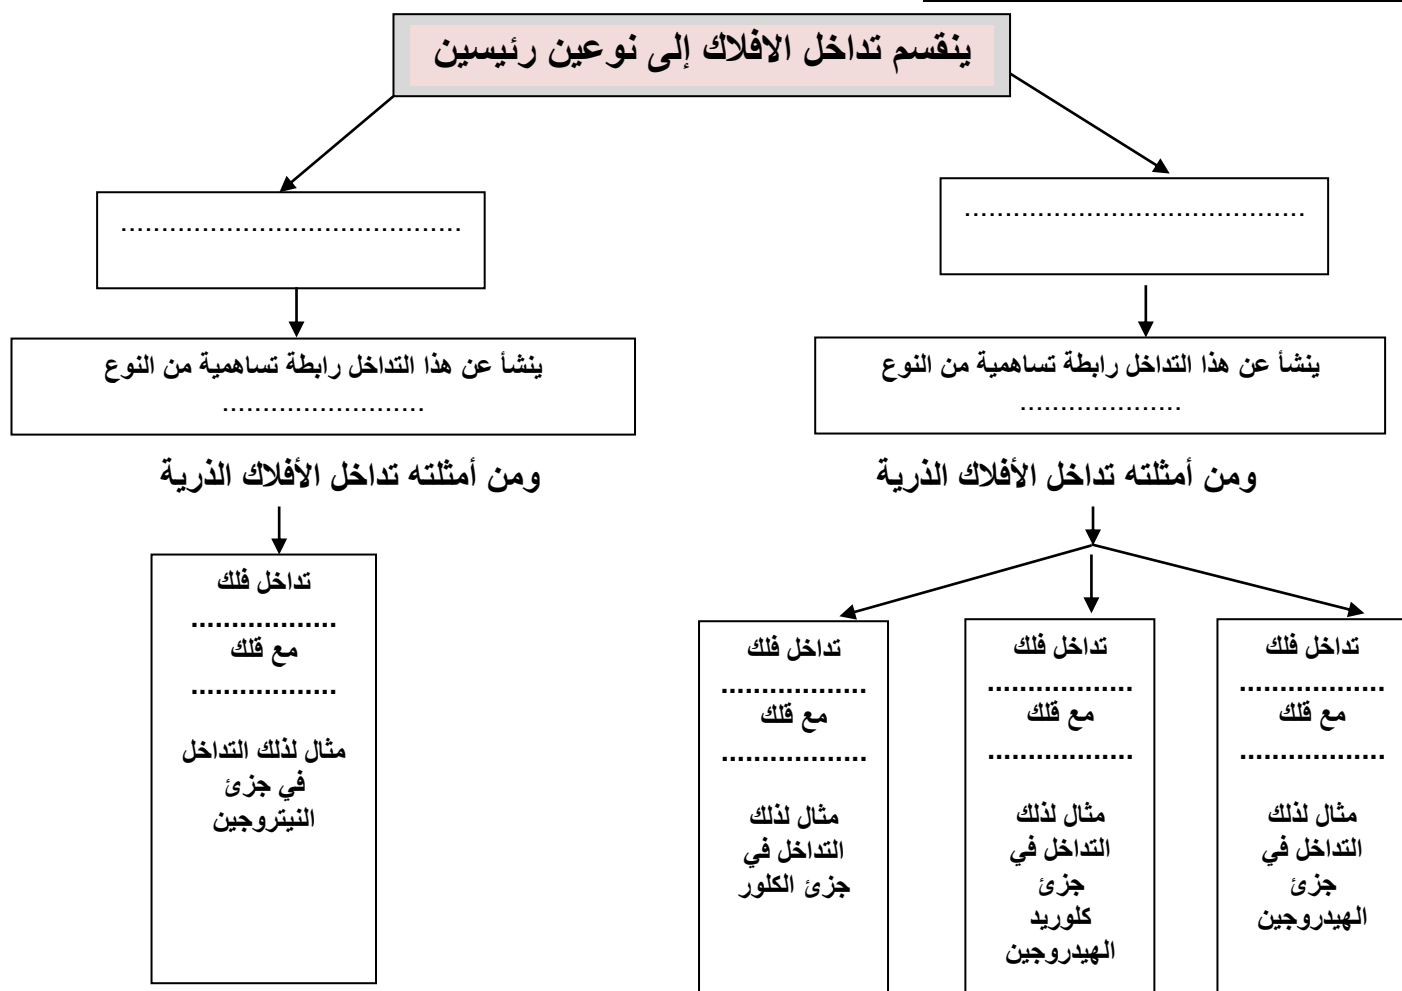 ينقسم تداخل الافلاك إلى نوعين رئيسين
..........................................
ينشأ عن هذا التداخل رابطة تساهمية من النوع
....................
ومن أمثلته تداخل الأفلاك الذرية
تداخل فلك
..................
مع قلك
..................
مثال لذلك
التداخل في
جزئ
الهيدروجين
تداخل فلك
..................
مع قلك
..................
مثال لذلك
التداخل في
جزئ
كلوريد
الهيدروجين
تداخل فلك
..................
مع قلك
..................
مثال لذلك
التداخل في
جزئ الكلور
..........................................
ينشأ عن هذا التداخل رابطة تساهمية من النوع
.........................
ومن أمثلته تداخل الأفلاك الذرية
تداخل فلك
..................
مع قلك
..................
مثال لذلك التداخل
في جزئ
النيتروجين